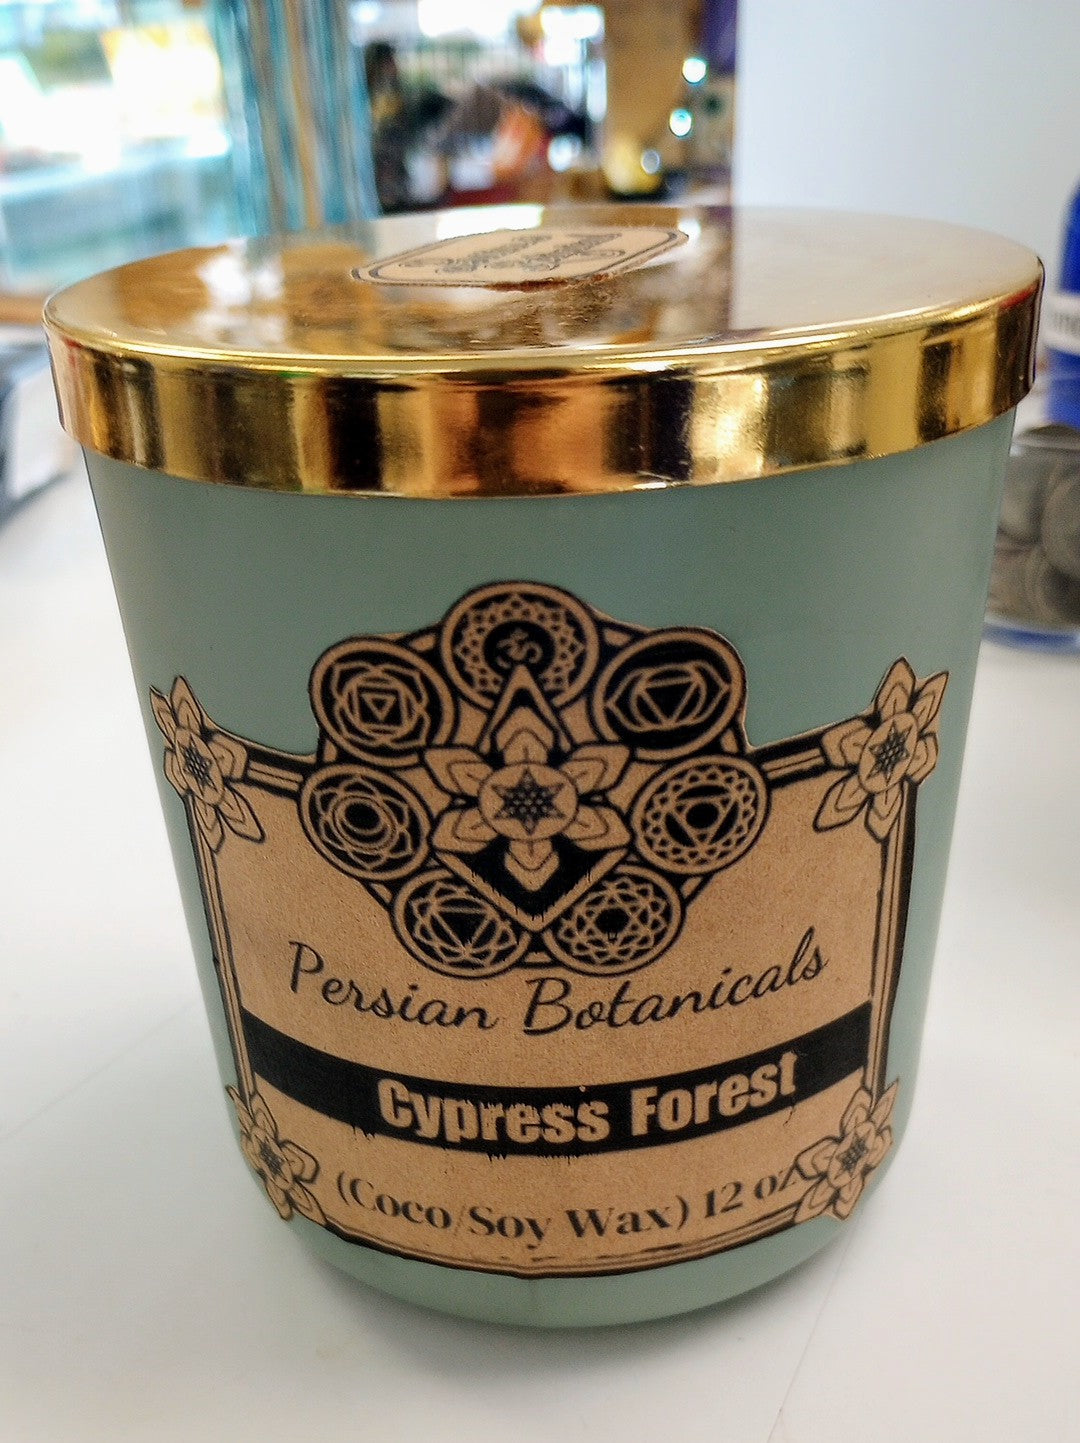 Persian Botanicals
Cypress Forest
(Coco/Soy Wax) 12 oz